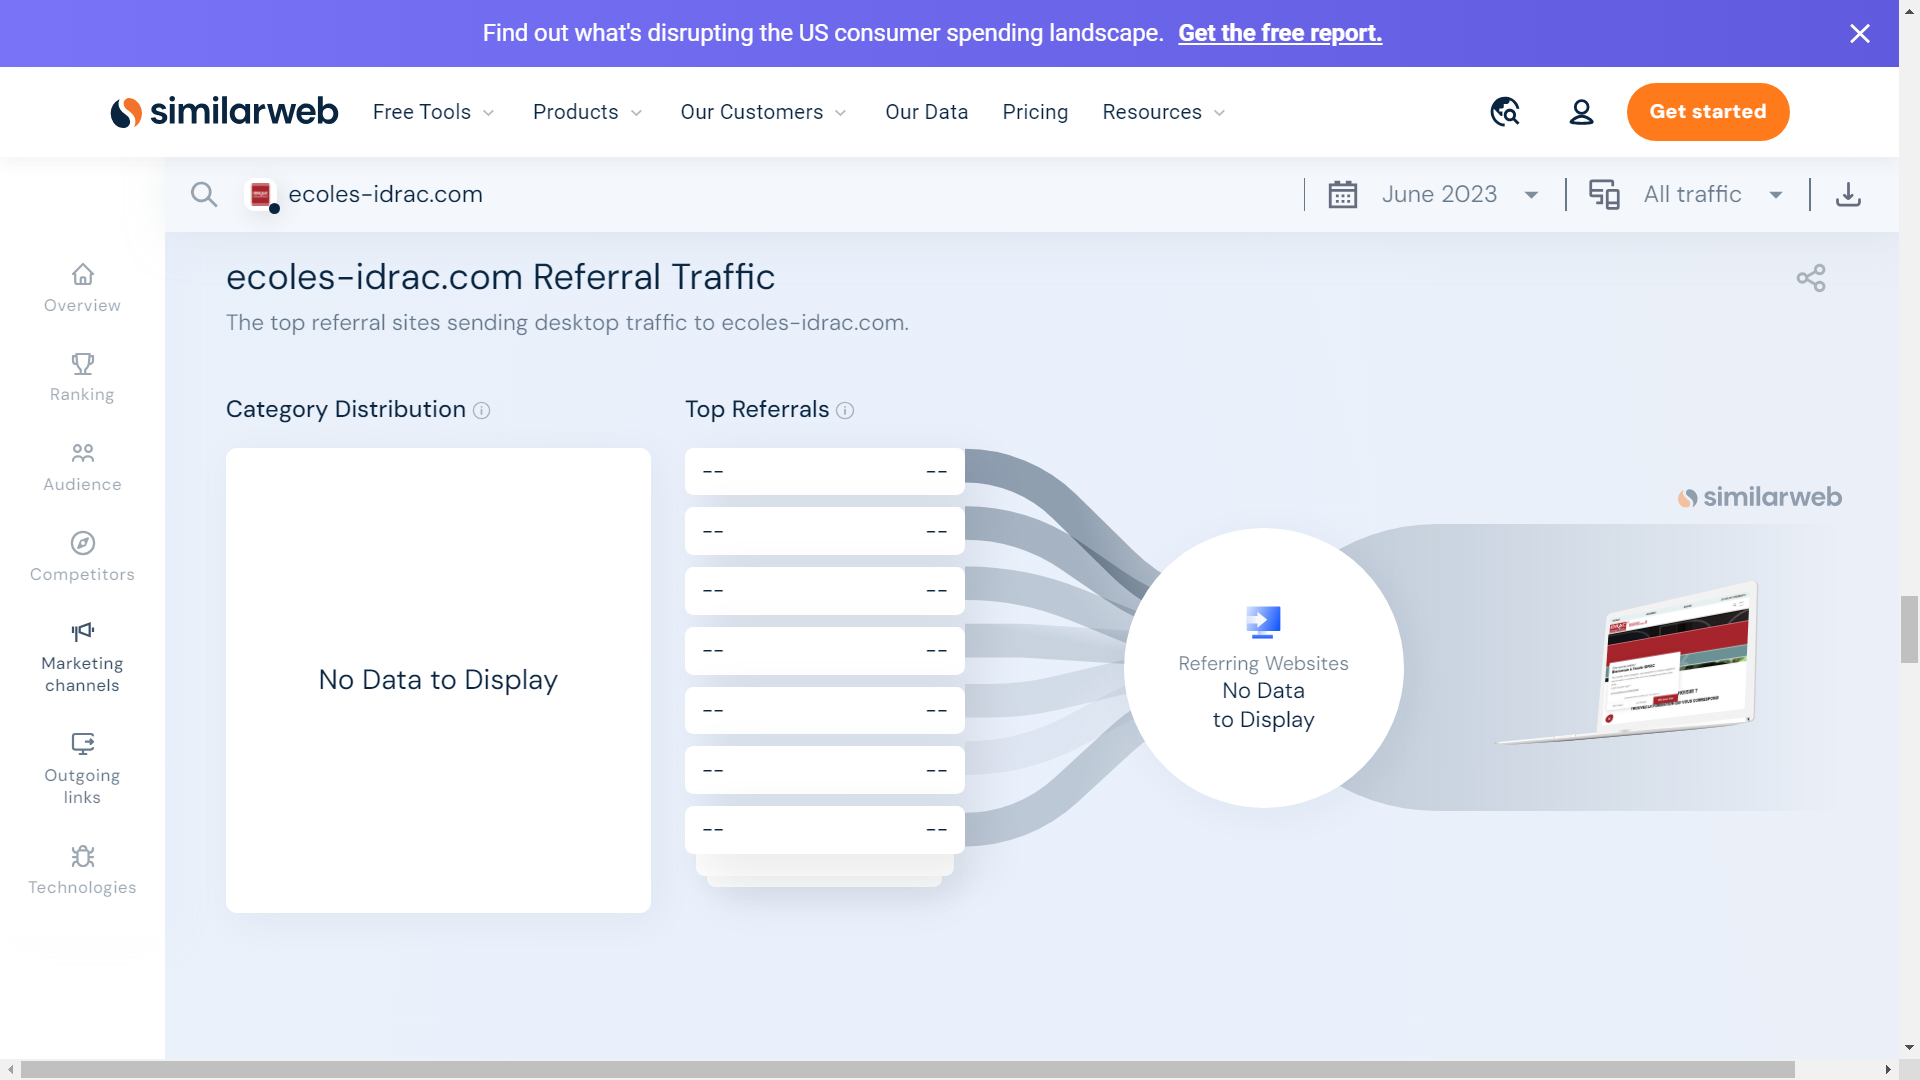 Find out what's disrupting the US consumer spending landscape. Get the free report.
similarweb
Free Tools
Products
Our Customers
Our Data
Pricing
Resources
Get started
ecoles-idrac.com
June 2023
All traffic
Overview
Ranking
Audience
Competitors
Marketing
channels
Outgoing
links
Technologies
ecoles-idrac.com Referral Traffic
The top referral sites sending desktop traffic to ecoles-idrac.com.
Category Distribution
No Data to Display
Top Referrals
-- --
-- --
-- --
-- --
-- --
-- --
-- --
Referring Websites
No Data
to Display
similarweb